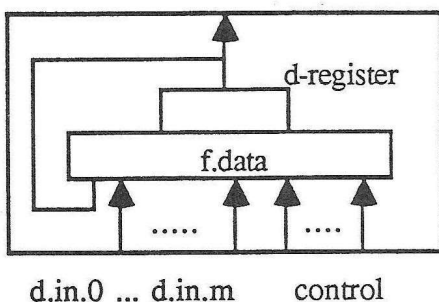 d-register
f.data
..... ....
d.in.0 ... d.in.m control